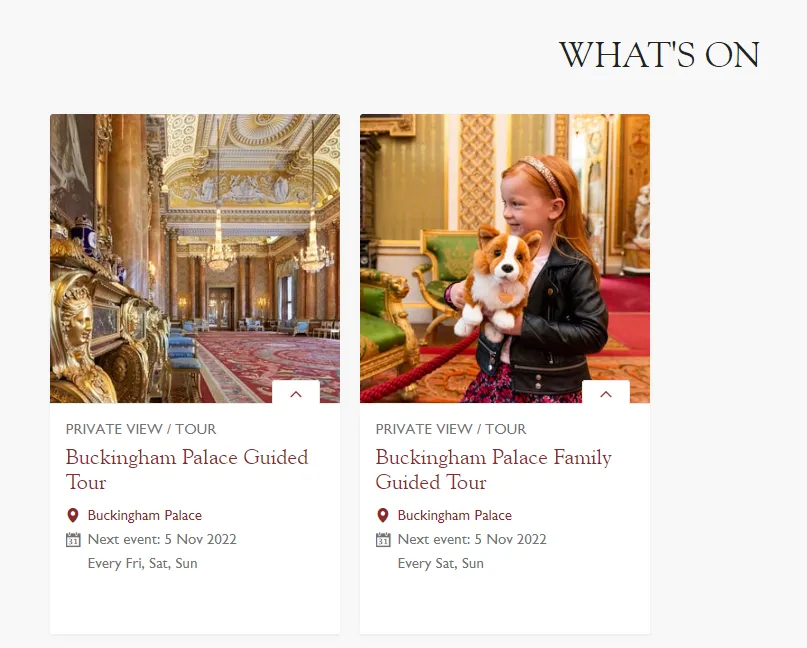 WHAT'S ON
PRIVATE VIEW / TOUR
Buckingham Palace Guided
Tour
Buckingham Palace
31
Next event: 5 Nov 2022
Every Fri, Sat, Sun
PRIVATE VIEW / TOUR
Buckingham Palace Family
Guided Tour
Buckingham Palace
31
Next event: 5 Nov 2022
Every Sat, Sun